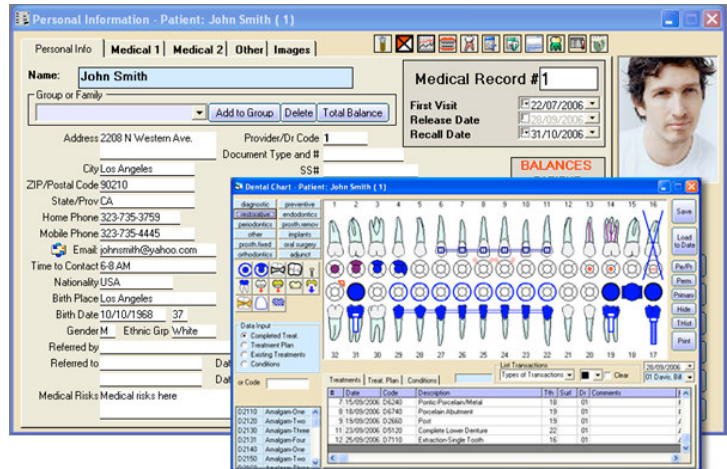 Personal Information - Patient: John Smith ( 1)
Personal Info Medical 1 Medical 2 Other Images
Name: John Smith
Group or Family
Add to Group Delete Total Balance
Medical Record # 1
First Visit 22/07/2006
Release Date 28/09/2006
Recall Date 31/10/2006
Address 2208 N Western Ave.
Provider/Dr Code 1
Document Type and #
City Los Angeles
SS#
BALANCES
ZIP/Postal Code 90210
State/Prov CA
Home Phone 323-735-3759
Mobile Phone 323-735-4445
Email johnsmith@yahoo.com
Time to Contact 6-8 AM
Nationality USA
Birth Place Los Angeles
Birth Date 10/10/1968 37
Gender M Ethnic Grp White
Referred by
Referred to
Medical Risks Medical risks here
Dental Chart - Patient: John Smith ( 1)
diagnostic preventive
restorative endodontics
periodontics prosth.remov
other implants
prosth.fixed oral surgery
orthodontics adjunct
1 2 3 4 5 6 7 8 9 10 11 12 13 14 15 16
32 31 30 29 28 27 26 25 24 23 22 21 20 19 18 17
Save
Load to Date
Pe/Pt
Perm.
Primary
Hide
THist.
Print
Data Input
Completed Treat.
Treatment Plan
Existing Treatments
Conditions
or Code
D2110 Amalgam-One
D2120 Amalgam-Two
D2130 Amalgam-Three
D2131 Amalgam-Four
D2140 Amalgam-One
D2150 Amalgam-Two
Treatments Treat. Plan Conditions
List Transactions
Types of Transactions Clear
28/09/2006
01 Davis, Bill
# Date Code Description Tth Surf Dr Comments
7 15/09/2006 D6240 Pontic-Porcelain/Metal 18 01
8 18/09/2006 D6740 Porcelain Abutment 19 01
9 19/09/2006 D2660 Post 19 01
11 23/09/2006 D5120 Complete Lower Denture 22 01
12 25/09/2006 D7110 Extraction-Single Tooth 16 01